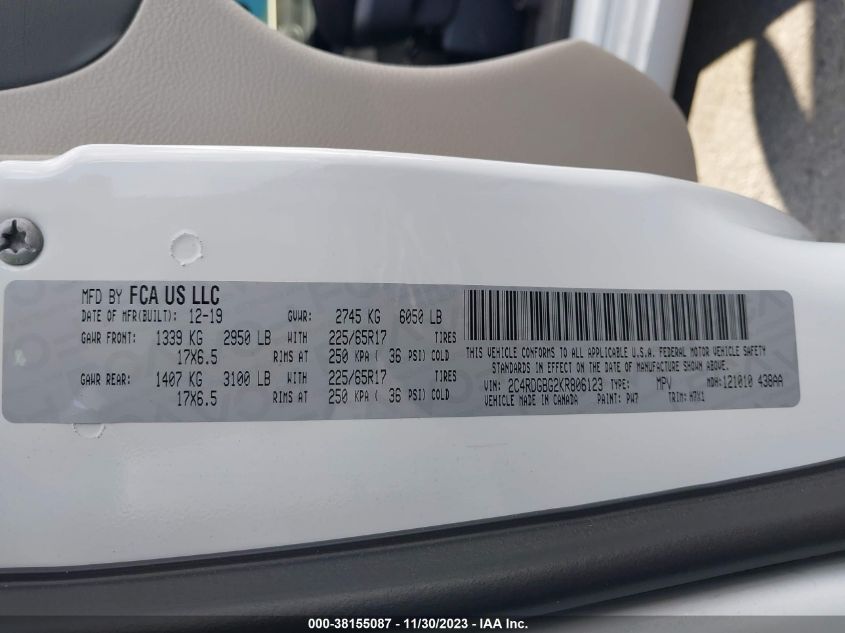 MFD BY FCA US LLC
DATE OF MFR(BUILT): 12-19 GVWR: 2745 KG 6050 LB
GAWR FRONT: 1339 KG 2950 LB WITH 225/65R17 TIRES
17X6.5 RIMS AT 250 KPA ( 36 PSI) COLD
GAWR REAR: 1407 KG 3100 LB WITH 225/65R17 TIRES
17X6.5 RIMS AT 250 KPA ( 36 PSI) COLD
THIS VEHICLE CONFORMS TO ALL APPLICABLE U.S.A. FEDERAL MOTOR VEHICLE SAFETY
STANDARDS IN EFFECT ON THE DATE OF MANUFACTURE SHOWN ABOVE.
VIN: 2C4RDGBG2KR806123 TYPE: MPV MDH: 121010 438AA
VEHICLE MADE IN CANADA PAINT: PW7 TRIM:
000-38155087 - 11/30/2023 - IAA Inc.